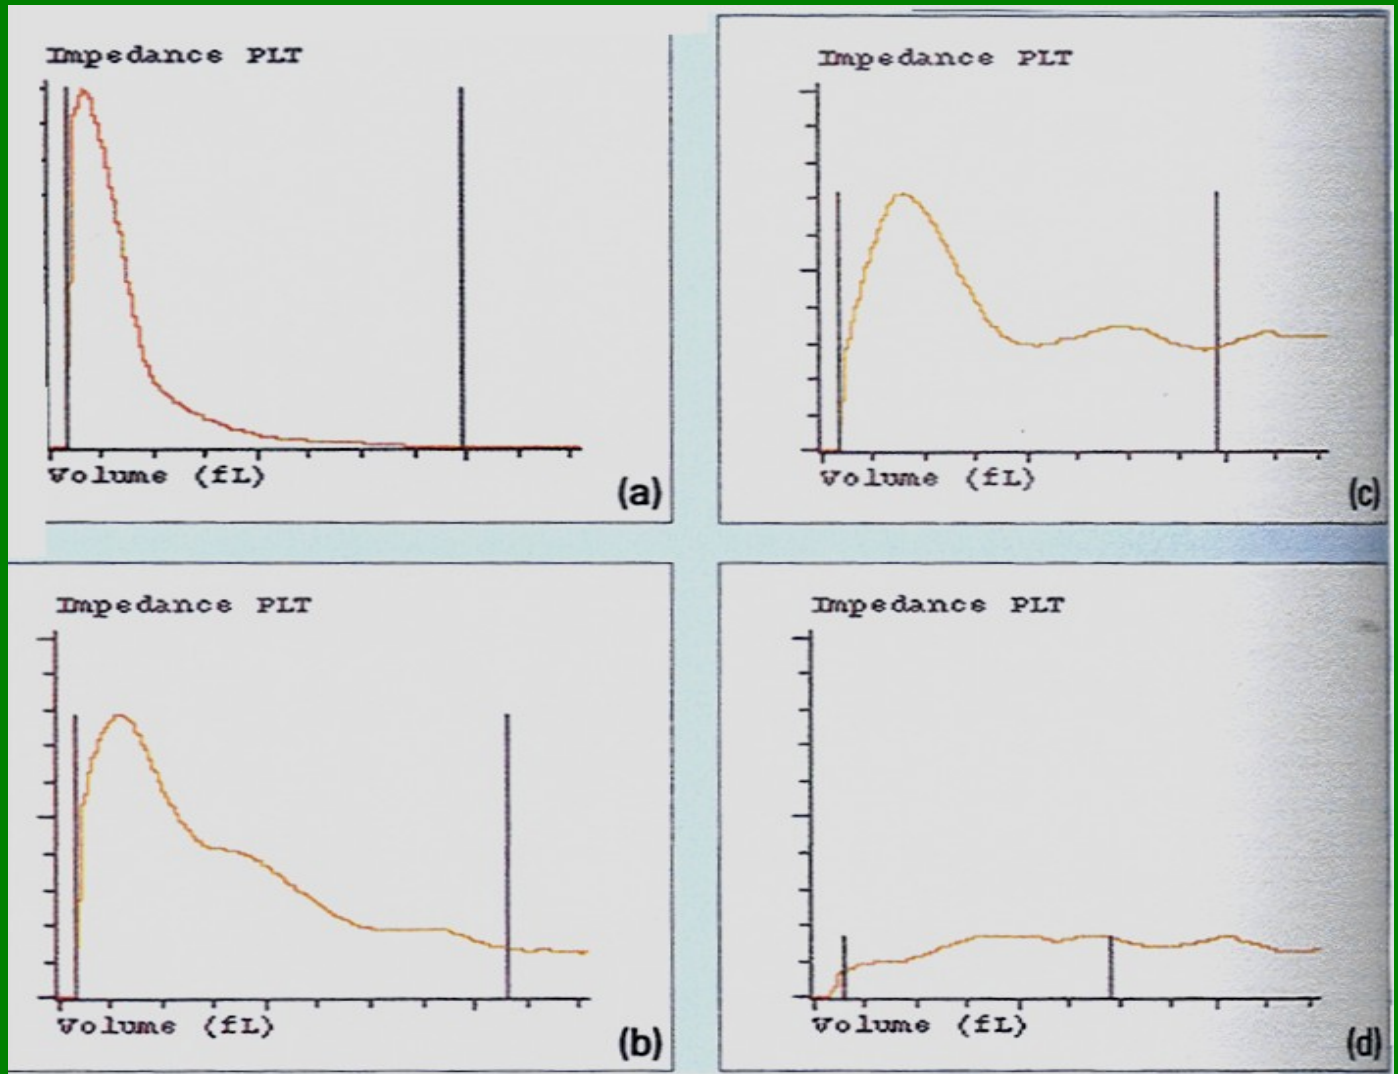 Impedance PLT
Volume (fL)
(a)
Impedance PLT
Volume (fL)
(c)
Impedance PLT
Volume (fL)
(b)
Impedance PLT
Volume (fL)
(d)